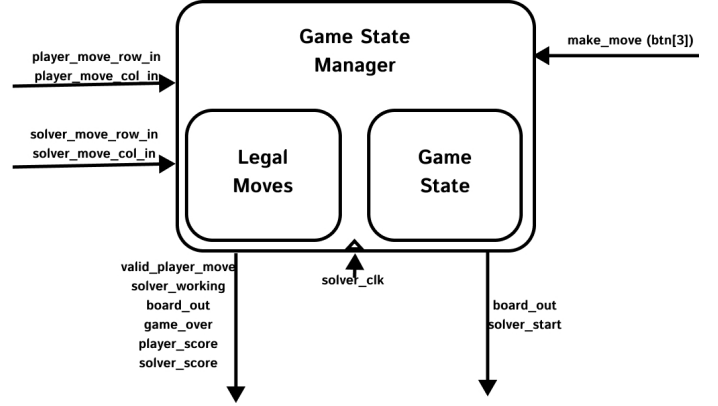 Game State
Manager
make_move (btn[3])
player_move_row_in
player_move_col_in
solver_move_row_in
solver_move_col_in
Legal
Moves
Game
State
valid_player_move
solver_working
board_out
game_over
player_score
solver_score
solver_clk
board_out
solver_start